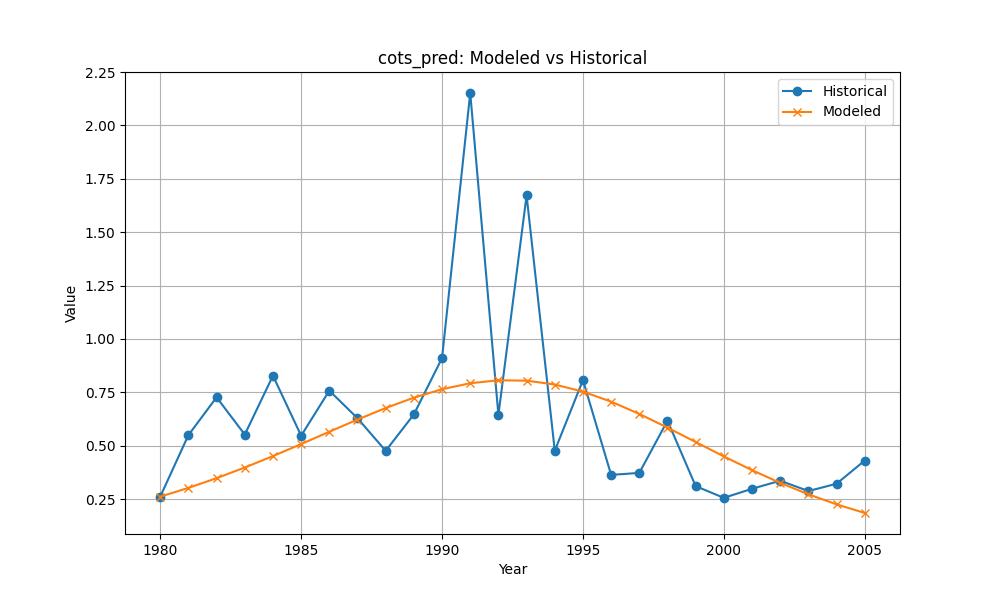 cots_pred: Modeled vs Historical
Historical
Modeled
Value
2.25
2.00
1.75
1.50
1.25
1.00
0.75
0.50
0.25
1980 1985 1990 1995 2000 2005
Year